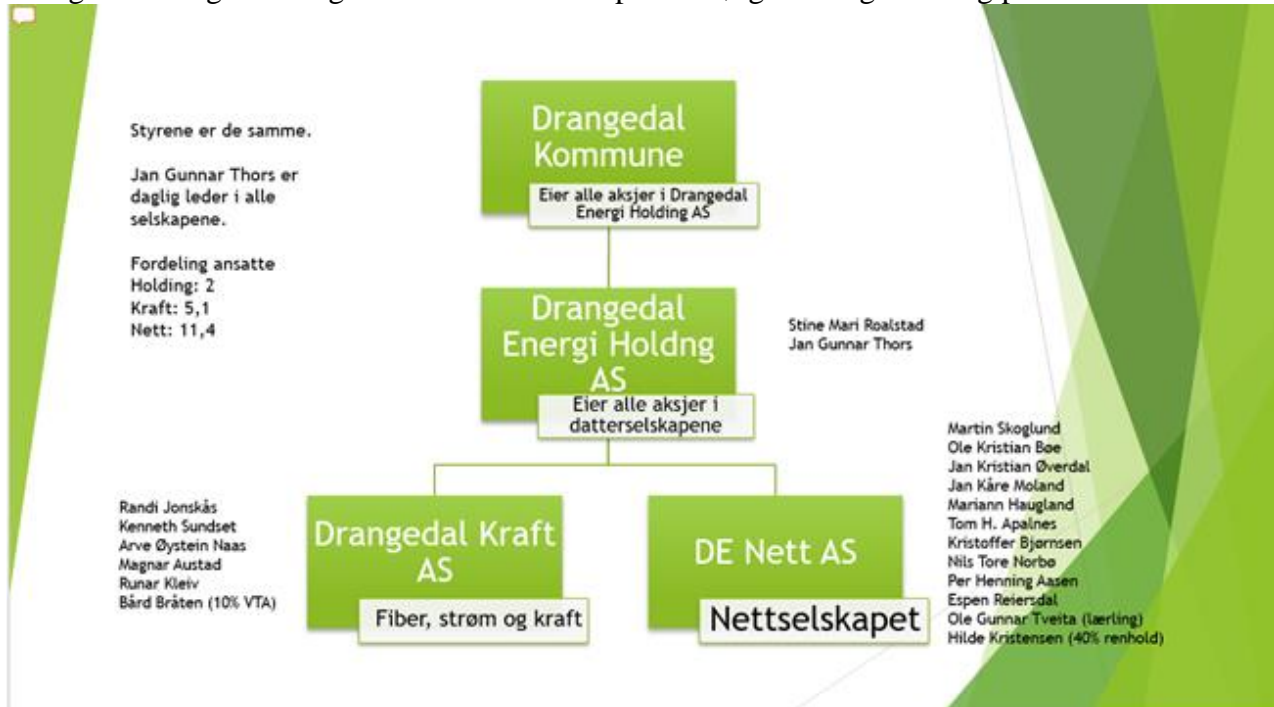 Styrene er de samme.
Jan Gunnar Thors er
daglig leder i alle
selskapene.
Fordeling ansatte
Holding: 2
Kraft: 5,1
Nett: 11,4
Drangedal
Kommune
Eier alle aksjer i Drangedal
Energi Holding AS
Drangedal
Energi Holdng
AS
Eier alle aksjer i
datterselskapene
Stine Mari Roalstad
Jan Gunnar Thors
Randi Jonskås
Kenneth Sundset
Arve Øystein Naas
Magnar Austad
Runar Kleiv
Bård Bråten (10% VTA)
Drangedal Kraft
AS
Fiber, strøm og kraft
DE Nett AS
Nettselskapet
Martin Skoglund
Ole Kristian Bøe
Jan Kristian Øverdal
Jan Kåre Moland
Mariann Haugland
Tom H. Apalnes
Kristoffer Bjørnsen
Nils Tore Norbø
Per Henning Aasen
Espen Reiersdal
Ole Gunnar Tveita (lærling)
Hilde Kristensen (40% renhold)